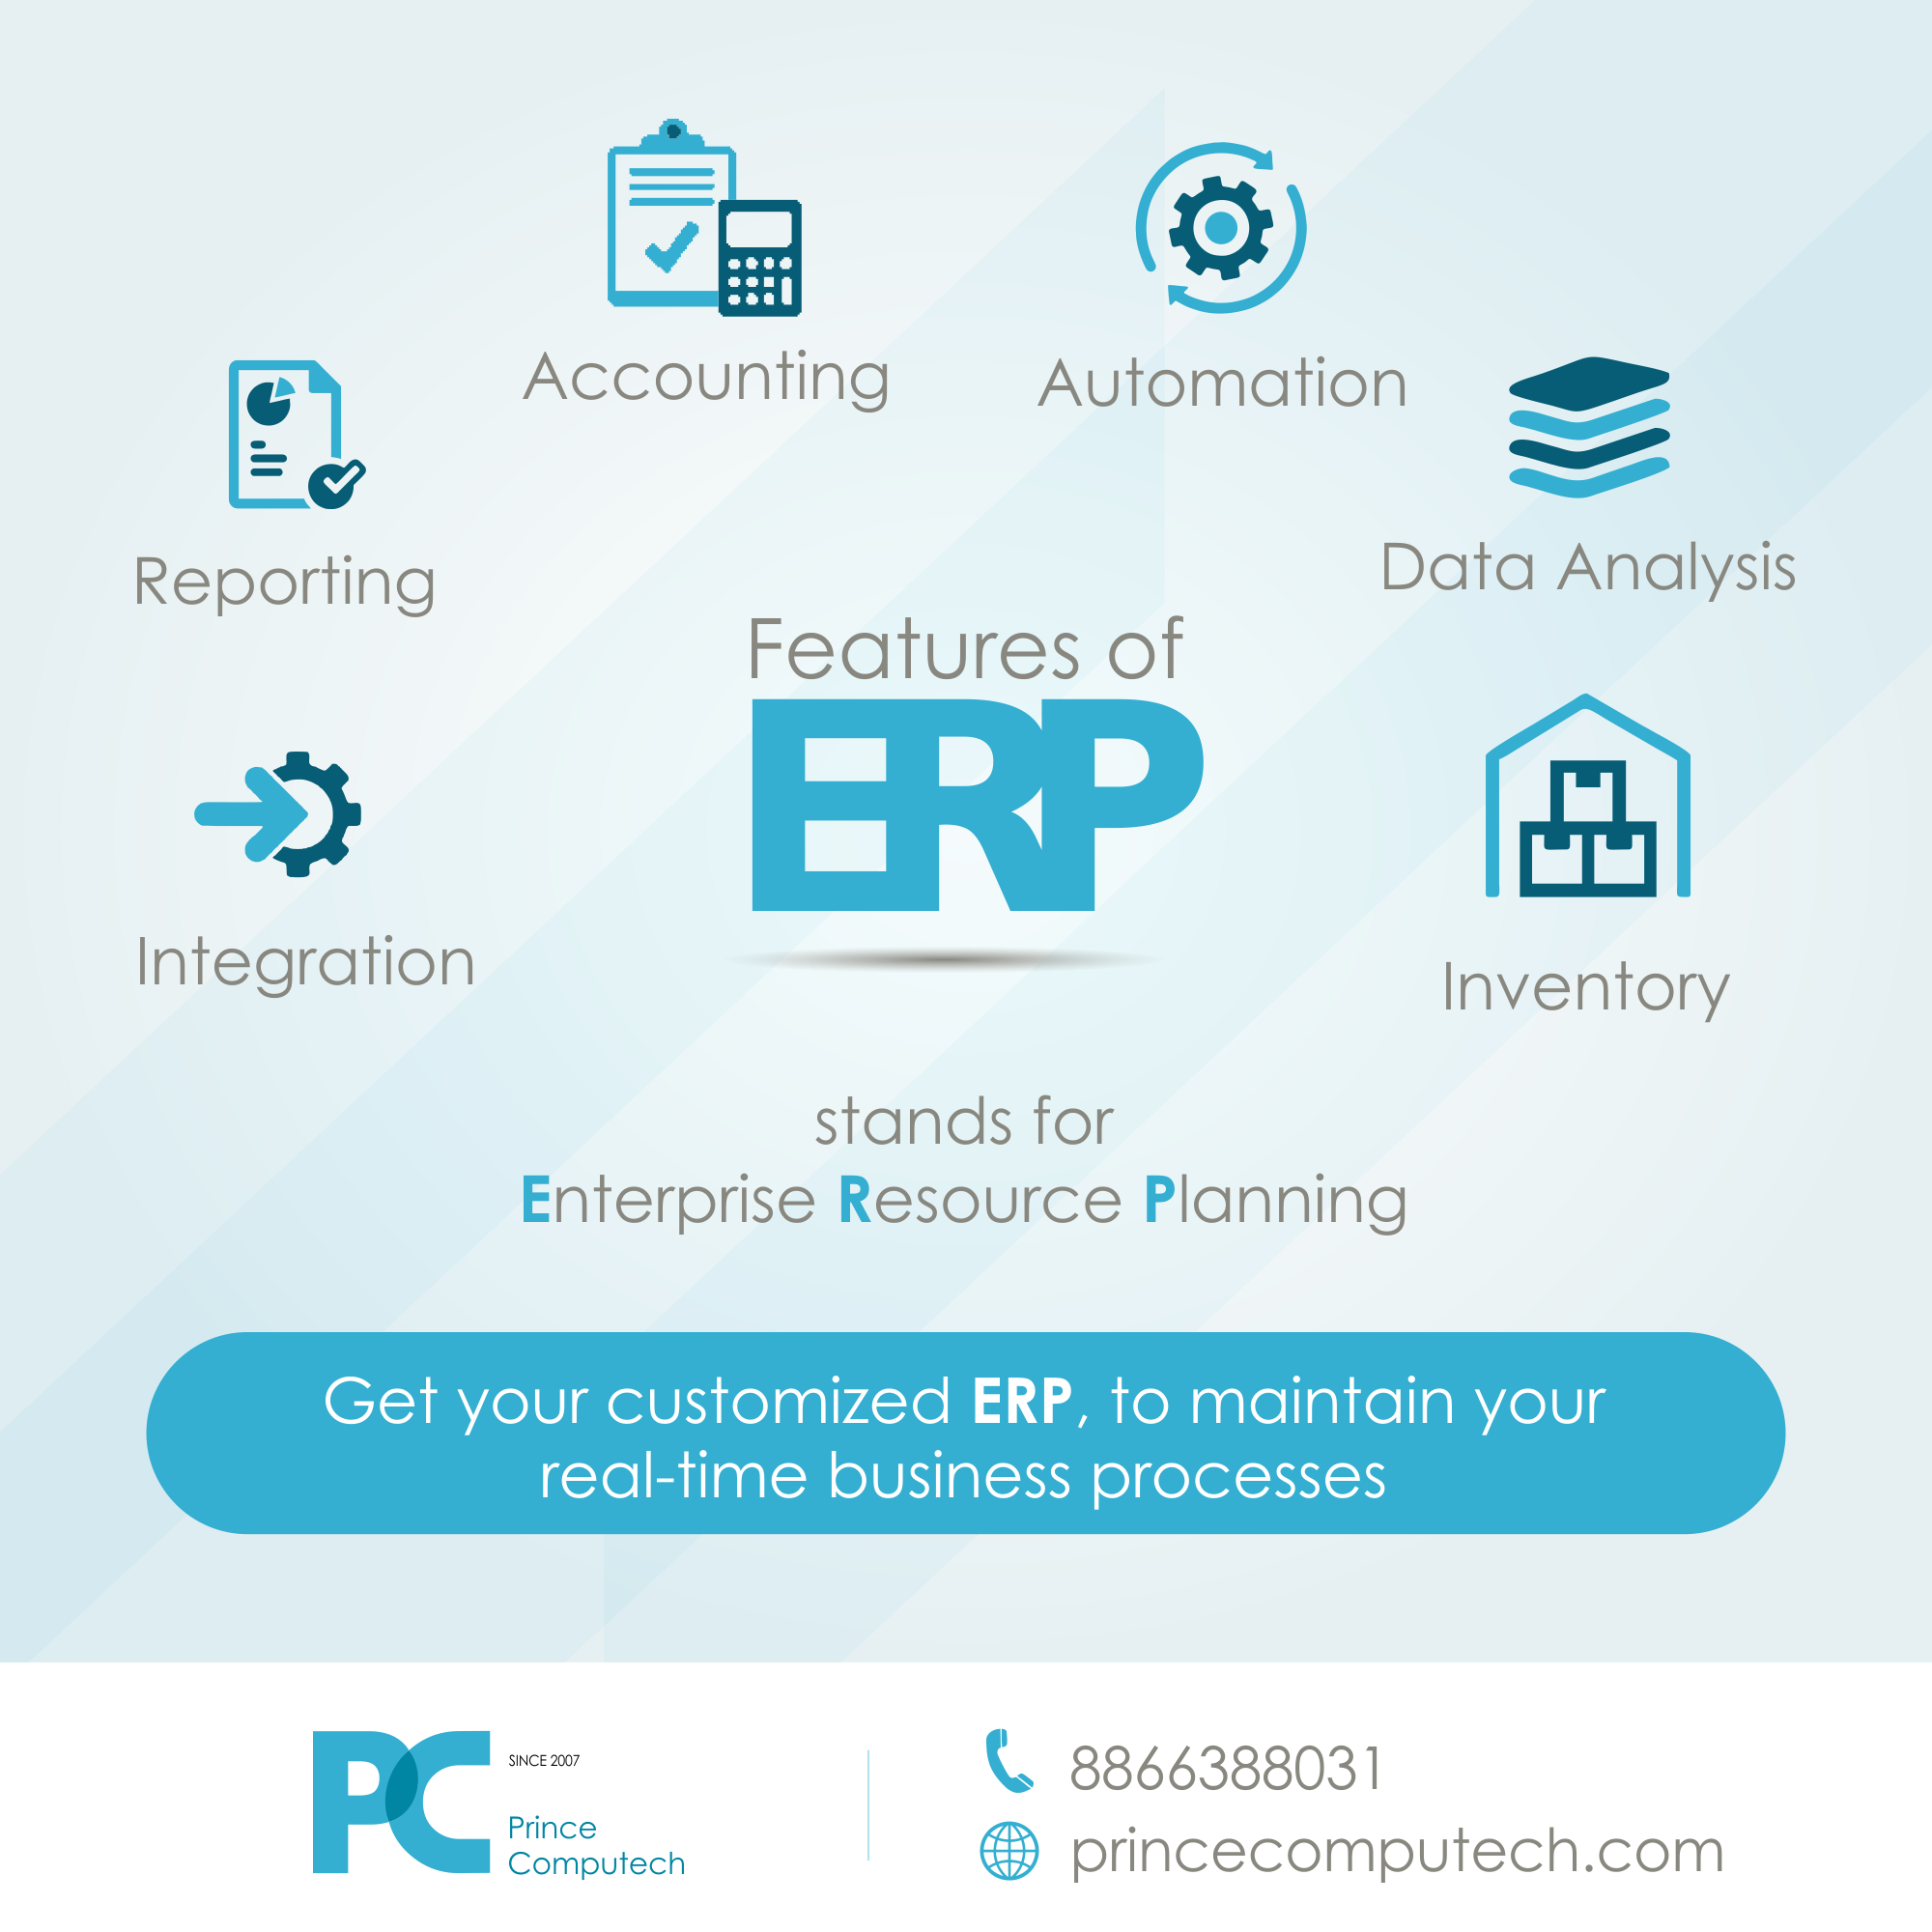 Accounting
Automation
Reporting
Data Analysis
Features of
ERP
Integration
Inventory
stands for
Enterprise Resource Planning
Get your customized ERP, to maintain your
real-time business processes
PC
SINCE 2007
Prince
Computech
8866388031
princecomputech.com